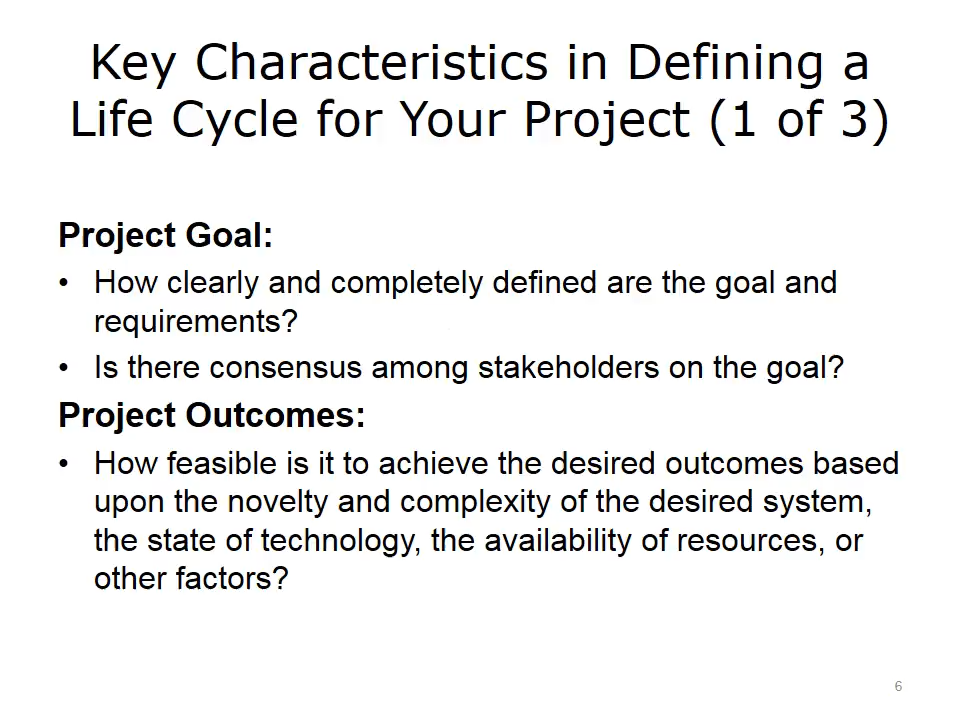 Key Characteristics in Defining a
Life Cycle for Your Project (1 of 3)
Project Goal:
• How clearly and completely defined are the goal and
requirements?
• Is there consensus among stakeholders on the goal?
Project Outcomes:
• How feasible is it to achieve the desired outcomes based
upon the novelty and complexity of the desired system,
the state of technology, the availability of resources, or
other factors?
6